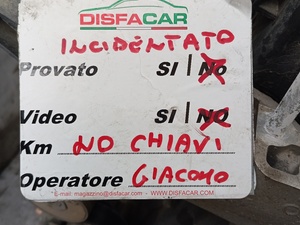 DISFACAR
INCIDENTATO
Provato SI | No
Video SI | NO
Km NO CHIAVI
Operatore GIACOMO
E-mail: magazzino@disfacar.com - WWW.DISFACAR.COM